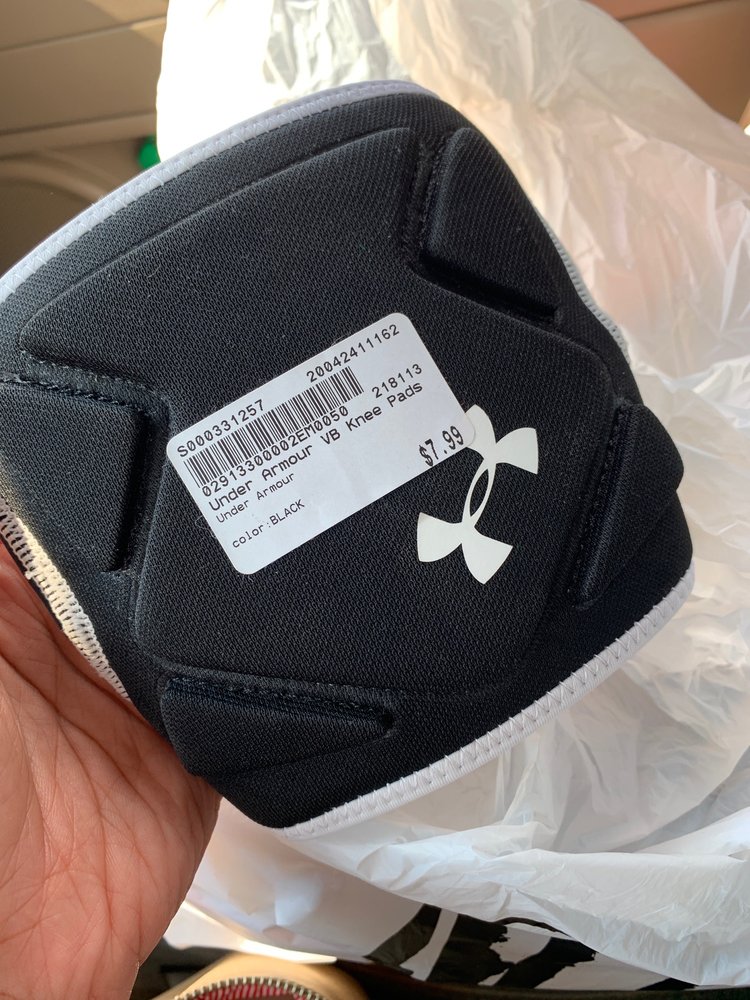 S000331257 20042411162
02913300002EM0050 218113
Under Armour VB Knee Pads
Under Armour $7.99
color:BLACK